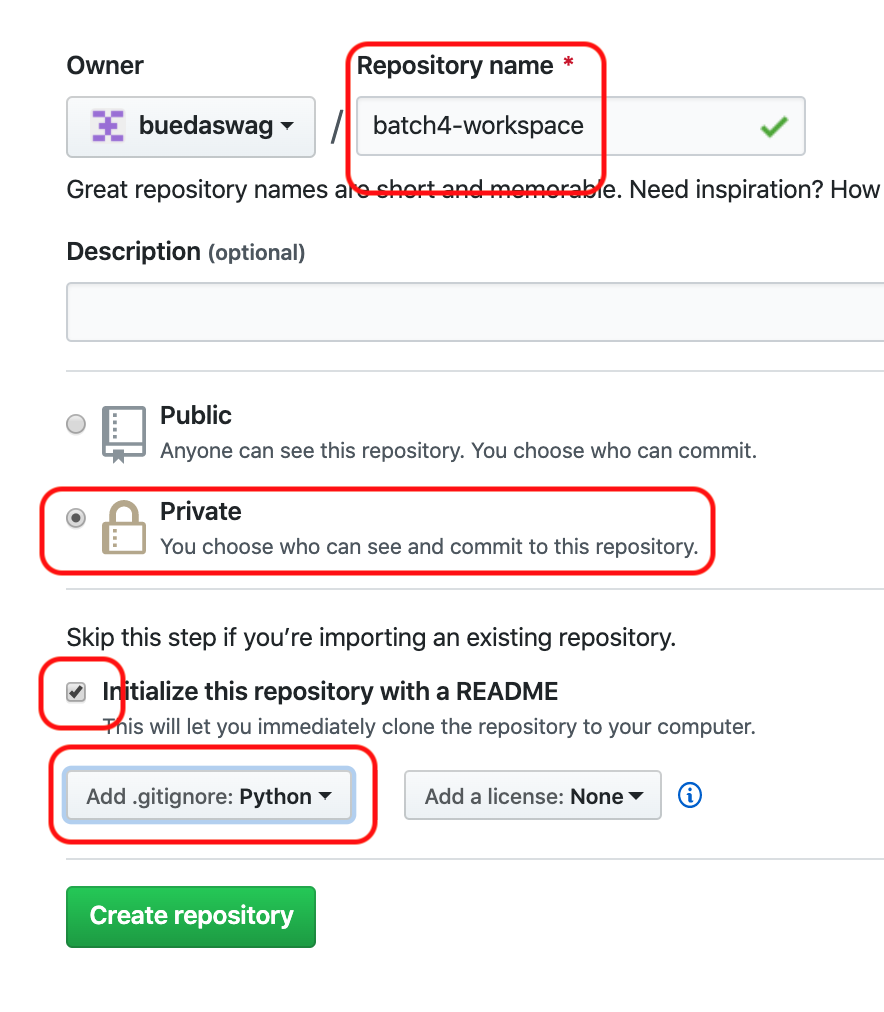 Owner
Repository name *
buedaswag / batch4-workspace
Great repository names are short and memorable. Need inspiration? How
Description (optional)
Public
Anyone can see this repository. You choose who can commit.
Private
You choose who can see and commit to this repository.
Skip this step if you’re importing an existing repository.
Initialize this repository with a README
This will let you immediately clone the repository to your computer.
Add .gitignore: Python
Add a license: None
Create repository